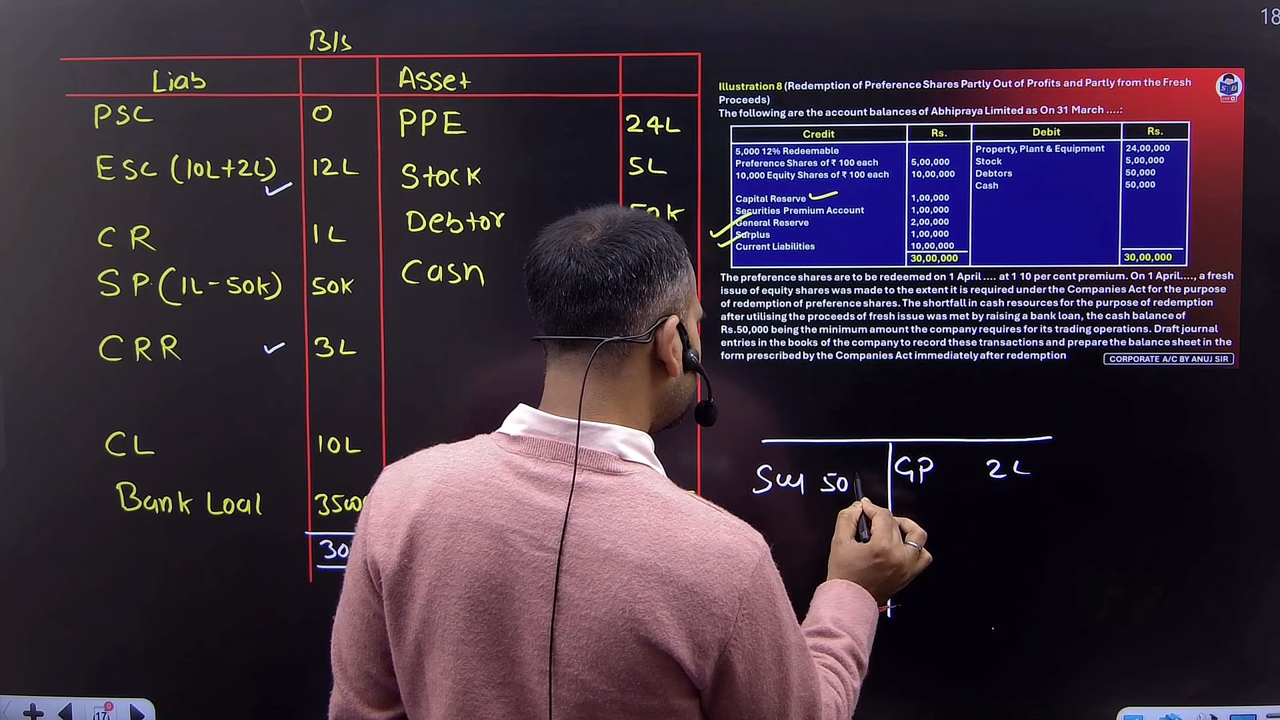 18
B/s
Liab Asset
PSC 0 PPE 24L
ESC (10L+2L) 12L Stock 5L
CR 1L Debtor
SP (1L-50k) 50K Cash
CRR 3L
CL 10L
Bank Loal
Illustration 8 (Redemption of Preference Shares Partly Out of Profits and Partly from the Fresh
Proceeds)
The following are the account balances of Abhipraya Limited as On 31 March ....:
Credit Rs. Debit Rs.
5,000 12% Redeemable Property, Plant & Equipment 24,00,000
Preference Shares of ₹ 100 each 5,00,000 Stock 5,00,000
10,000 Equity Shares of ₹ 100 each 10,00,000 Debtors 50,000
Cash 50,000
Capital Reserve 1,00,000
Securities Premium Account 1,00,000
General Reserve 2,00,000
Surplus 1,00,000
Current Liabilities 10,00,000
30,00,000 30,00,000
The preference shares are to be redeemed on 1 April .... at 1 10 per cent premium. On 1 April...., a fresh
issue of equity shares was made to the extent it is required under the Companies Act for the purpose
of redemption of preference shares. The shortfall in cash resources for the purpose of redemption
after utilising the proceeds of fresh issue was met by raising a bank loan, the cash balance of
Rs.50,000 being the minimum amount the company requires for its trading operations. Draft journal
entries in the books of the company to record these transactions and prepare the balance sheet in the
form prescribed by the Companies Act immediately after redemption
CORPORATE A/C BY ANUJ SIR
50 GP 2L
17